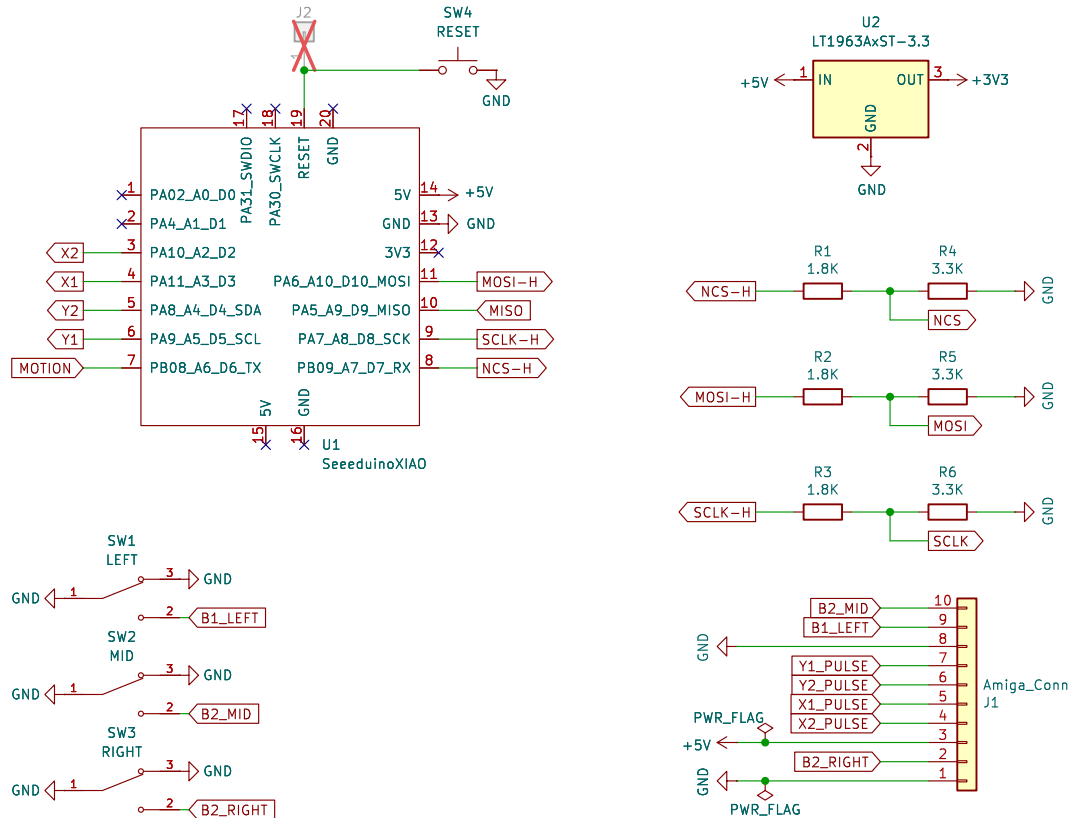 J2
SW4
RESET
GND
17
18
19
20
PA31_SWDIO
PA30_SWCLK
RESET
GND
1
PA02_A0_D0
2
PA4_A1_D1
X2
3
PA10_A2_D2
X1
4
PA11_A3_D3
Y2
5
PA8_A4_D4_SDA
Y1
6
PA9_A5_D5_SCL
MOTION
7
PB08_A6_D6_TX
5V
14
+5V
GND
13
GND
3V3
12
PA6_A10_D10_MOSI
11
MOSI-H
PA5_A9_D9_MISO
10
MISO
PA7_A8_D8_SCK
9
SCLK-H
PB09_A7_D7_RX
8
NCS-H
5V
15
GND
16
U1
SeeeduinoXIAO
U2
LT1963AxST-3.3
+5V
1
IN
OUT
3
+3V3
GND
2
GND
R1
1.8K
R4
3.3K
NCS-H
GND
NCS
R2
1.8K
R5
3.3K
MOSI-H
GND
MOSI
R3
1.8K
R6
3.3K
SCLK-H
GND
SCLK
SW1
LEFT
3
GND
GND
1
2
B1_LEFT
SW2
MID
3
GND
GND
1
2
B2_MID
SW3
RIGHT
3
GND
GND
1
2
B2_RIGHT
B2_MID
10
B1_LEFT
9
GND
8
Y1_PULSE
7
Y2_PULSE
6
X1_PULSE
5
X2_PULSE
4
PWR_FLAG
+5V
3
B2_RIGHT
2
GND
1
PWR_FLAG
Amiga_Conn
J1